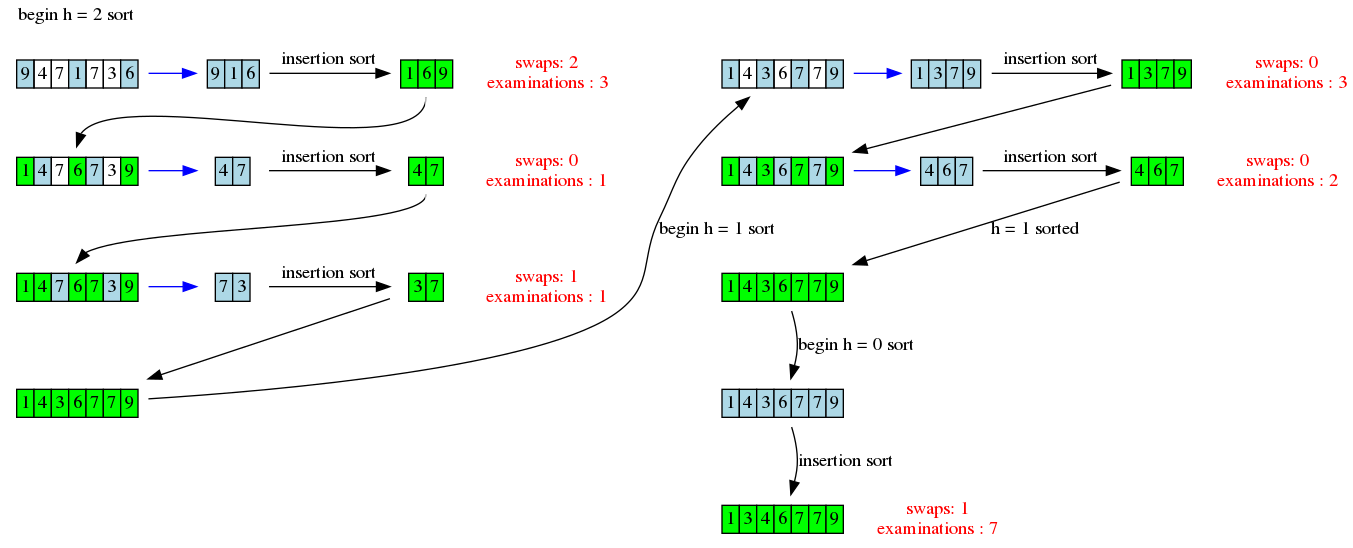 begin h = 2 sort
9 4 7 1 7 3 6
9 1 6
insertion sort
1 6 9
swaps: 2
examinations : 3
1 4 7 6 7 3 9
4 7
insertion sort
4 7
swaps: 0
examinations : 1
1 4 7 6 7 3 9
7 3
insertion sort
3 7
swaps: 1
examinations : 1
1 4 3 6 7 7 9
begin h = 1 sort
1 4 3 6 7 7 9
1 3 7 9
insertion sort
1 3 7 9
swaps: 0
examinations : 3
1 4 3 6 7 7 9
4 6 7
insertion sort
4 6 7
swaps: 0
examinations : 2
h = 1 sorted
1 4 3 6 7 7 9
begin h = 0 sort
1 4 3 6 7 7 9
insertion sort
1 3 4 6 7 7 9
swaps: 1
examinations : 7